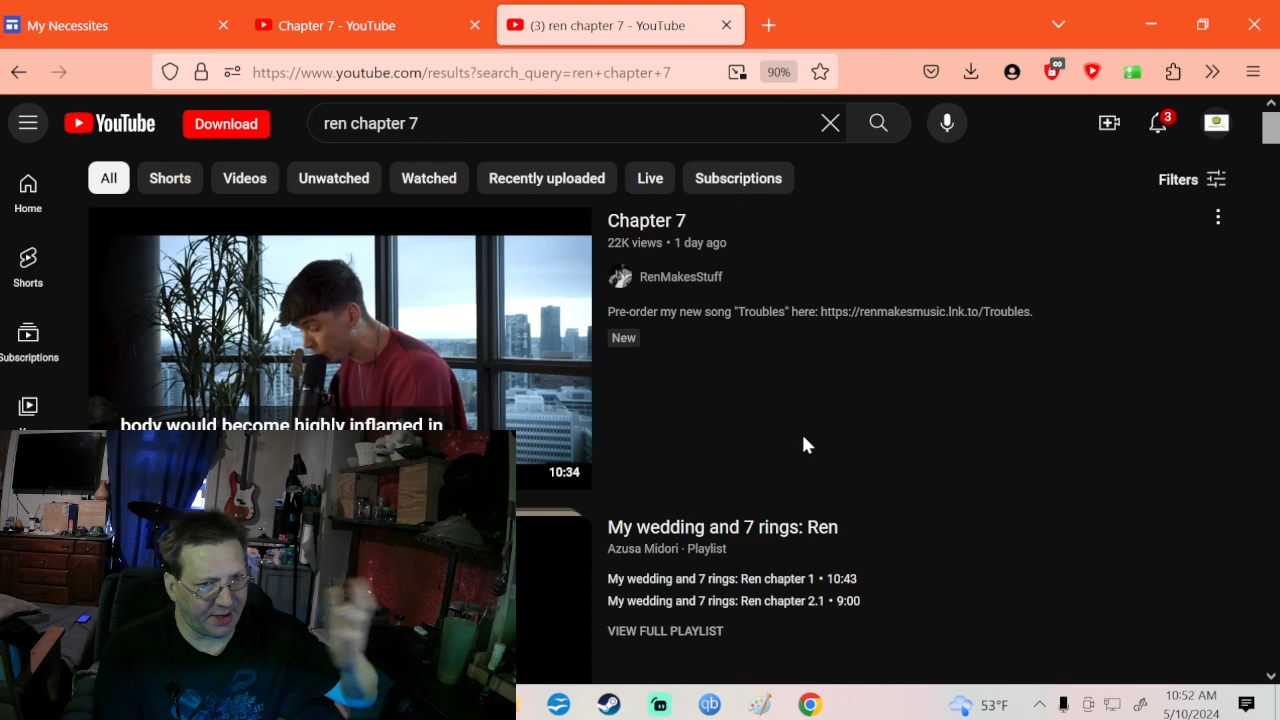 My Necessites
Chapter 7 - YouTube
(3) ren chapter 7 - YouTube
https://www.youtube.com/results?search_query=ren+chapter+7
90%
∞
YouTube
Download
ren chapter 7
3
All
Shorts
Videos
Unwatched
Watched
Recently uploaded
Live
Subscriptions
Filters
Home
Shorts
Subscriptions
Chapter 7
22K views • 1 day ago
RenMakesStuff
Pre-order my new song "Troubles" here: https://renmakesmusic.lnk.to/Troubles.
New
body would become highly inflamed in
10:34
My wedding and 7 rings: Ren
Azusa Midori · Playlist
My wedding and 7 rings: Ren chapter 1 • 10:43
My wedding and 7 rings: Ren chapter 2.1 • 9:00
VIEW FULL PLAYLIST
qb
53°F
10:52 AM
5/10/2024